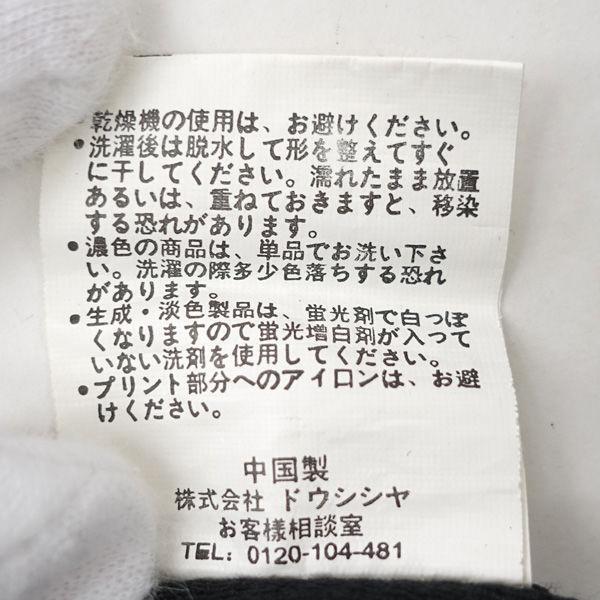 ・乾燥機の使用は、お避けください。
・洗濯後は脱水して形を整えてすぐ
に干してください。濡れたまま放置
あるいは、重ねておきますと、移染
する恐れがあります。
・濃色の商品は、単品でお洗い下さ
い。洗濯の際多少色落ちする恐れ
があります。
・生成・淡色製品は、蛍光剤で白っぽ
くなりますので蛍光増白剤が入って
いない洗剤を使用してください。
・プリント部分へのアイロンは、お避
けください。
中国製
株式会社 ドウシシヤ
お客様相談室
TEL: 0120-104-481